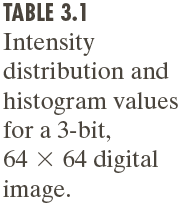 TABLE 3.1
Intensity
distribution and
histogram values
for a 3-bit,
64 × 64 digital
image.